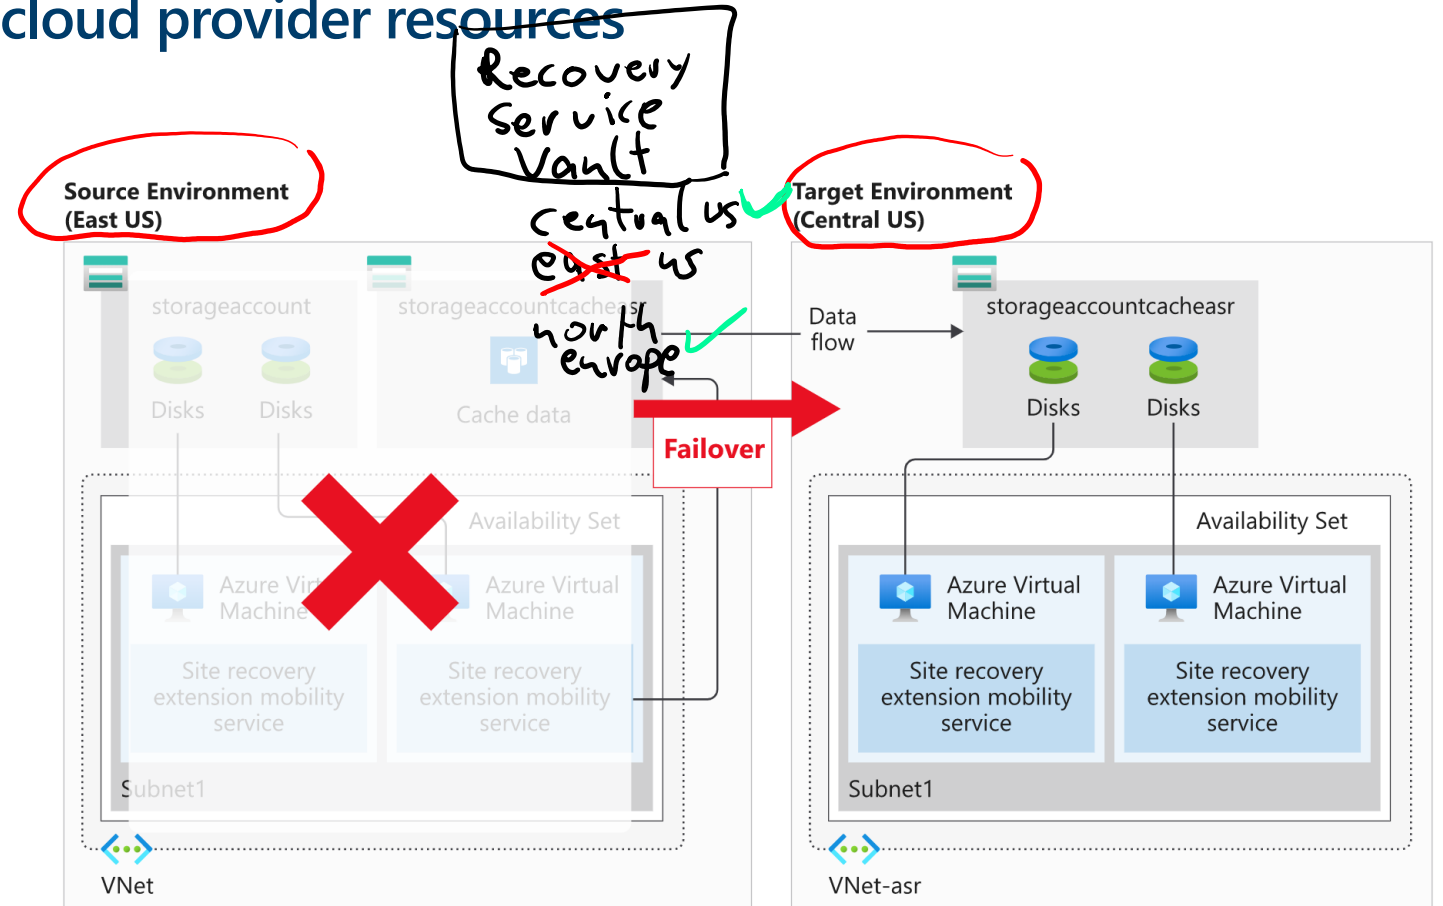 cloud provider resources
Recovery
Service
Vault
Source Environment
(East US)
central us
east us
north
europe
Target Environment
(Central US)
storageaccount
storageaccountcacheasr
Disks
Disks
Cache data
Data
flow
storageaccountcacheasr
Disks
Disks
Failover
Availability Set
Azure Virt
Machine
Azure Virtual
Machine
Site recovery
extension mobility
service
Site recovery
extension mobility
service
Subnet1
VNet
Availability Set
Azure Virtual
Machine
Azure Virtual
Machine
Site recovery
extension mobility
service
Site recovery
extension mobility
service
Subnet1
VNet-asr